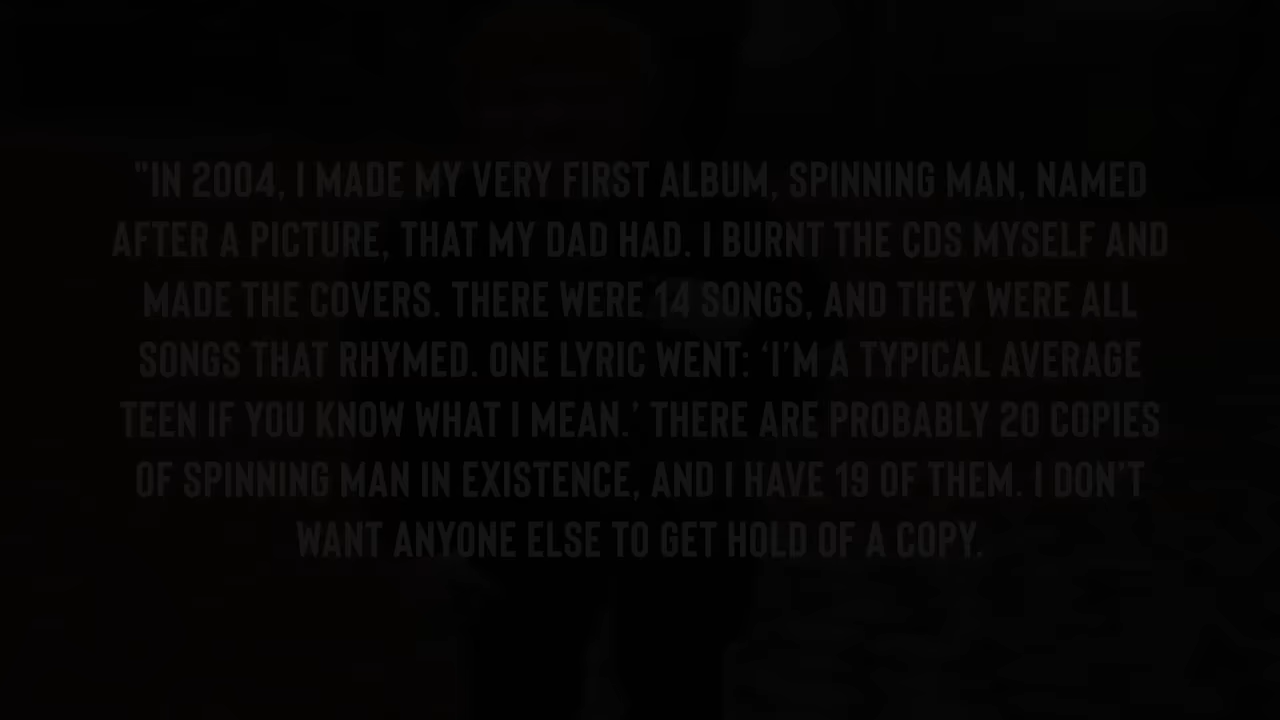 "IN 2004, I MADE MY VERY FIRST ALBUM, SPINNING MAN, NAMED
AFTER A PICTURE, THAT MY DAD HAD. I BURNT THE CDS MYSELF AND
MADE THE COVERS. THERE WERE 14 SONGS, AND THEY WERE ALL
SONGS THAT RHYMED. ONE LYRIC WENT: ‘I’M A TYPICAL AVERAGE
TEEN IF YOU KNOW WHAT I MEAN.’ THERE ARE PROBABLY 20 COPIES
OF SPINNING MAN IN EXISTENCE, AND I HAVE 19 OF THEM. I DON’T
WANT ANYONE ELSE TO GET HOLD OF A COPY.